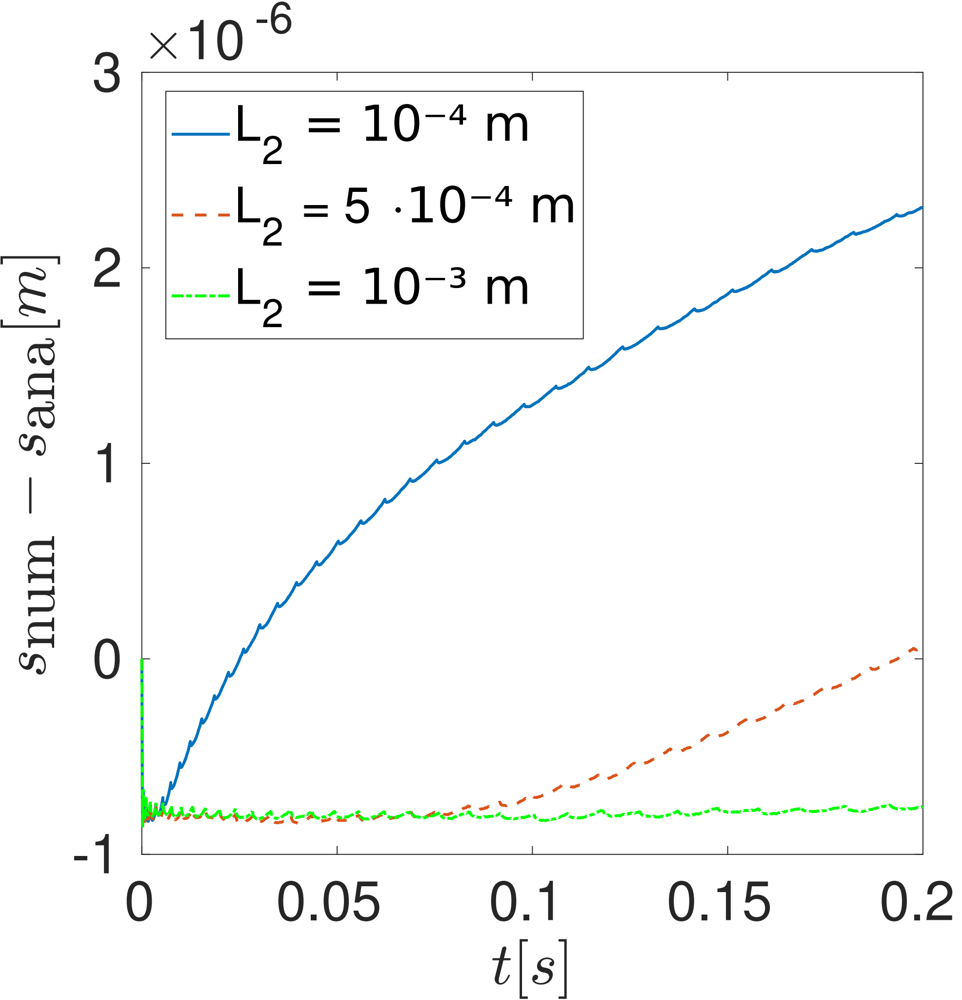 ×10⁻⁶
3
L₂ = 10⁻⁴ m
L₂ = 5 ·10⁻⁴ m
L₂ = 10⁻³ m
2
1
0
-1
snum − sana[m]
0 0.05 0.1 0.15 0.2
t[s]